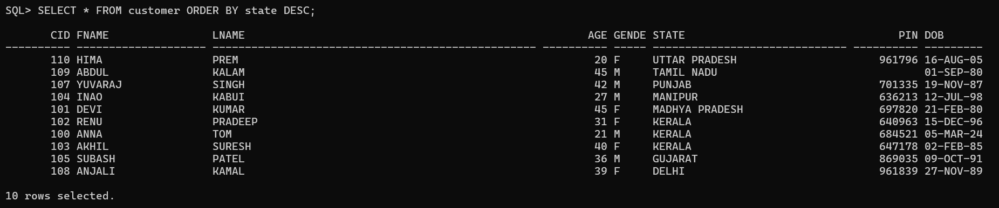 SQL> SELECT * FROM customer ORDER BY state DESC;
       CID FNAME                LNAME                                                     AGE GENDE STATE                                 PIN DOB
---------- -------------------- -------------------------------------------------- ---------- ----- ------------------------------ ---------- ---------
       110 HIMA                 PREM                                                       20 F     UTTAR PRADESH                      961796 16-AUG-05
       109 ABDUL                KALAM                                                      45 M     TAMIL NADU                                01-SEP-80
       107 YUVARAJ              SINGH                                                      42 M     PUNJAB                             701335 19-NOV-87
       104 INAO                 KABUI                                                      27 M     MANIPUR                            636213 12-JUL-98
       101 DEVI                 KUMAR                                                      45 F     MADHYA PRADESH                     697820 21-FEB-80
       102 RENU                 PRADEEP                                                    31 F     KERALA                             640963 15-DEC-96
       100 ANNA                 TOM                                                        21 M     KERALA                             684521 05-MAR-24
       103 AKHIL                SURESH                                                     40 F     KERALA                             647178 02-FEB-85
       105 SUBASH               PATEL                                                      36 M     GUJARAT                            869035 09-OCT-91
       108 ANJALI               KAMAL                                                      39 F     DELHI                              961839 27-NOV-89
10 rows selected.